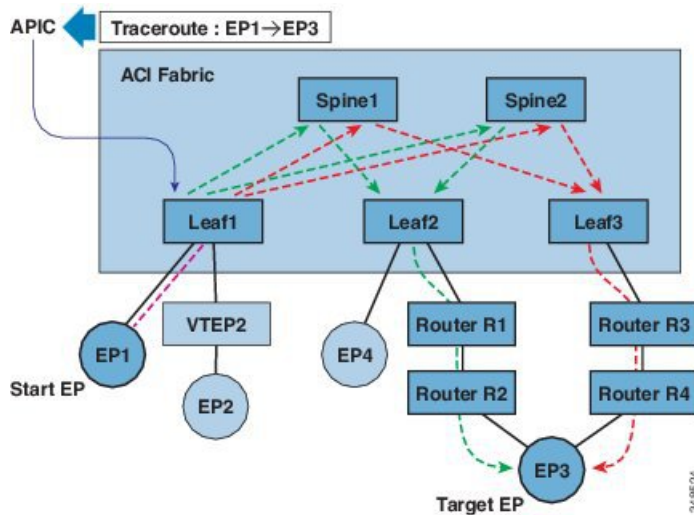 APIC
Traceroute : EP1→EP3
ACI Fabric
Spine1
Spine2
Leaf1
Leaf2
Leaf3
VTEP2
Router R1
Router R3
EP1
EP4
Start EP
EP2
Router R2
Router R4
EP3
Target EP